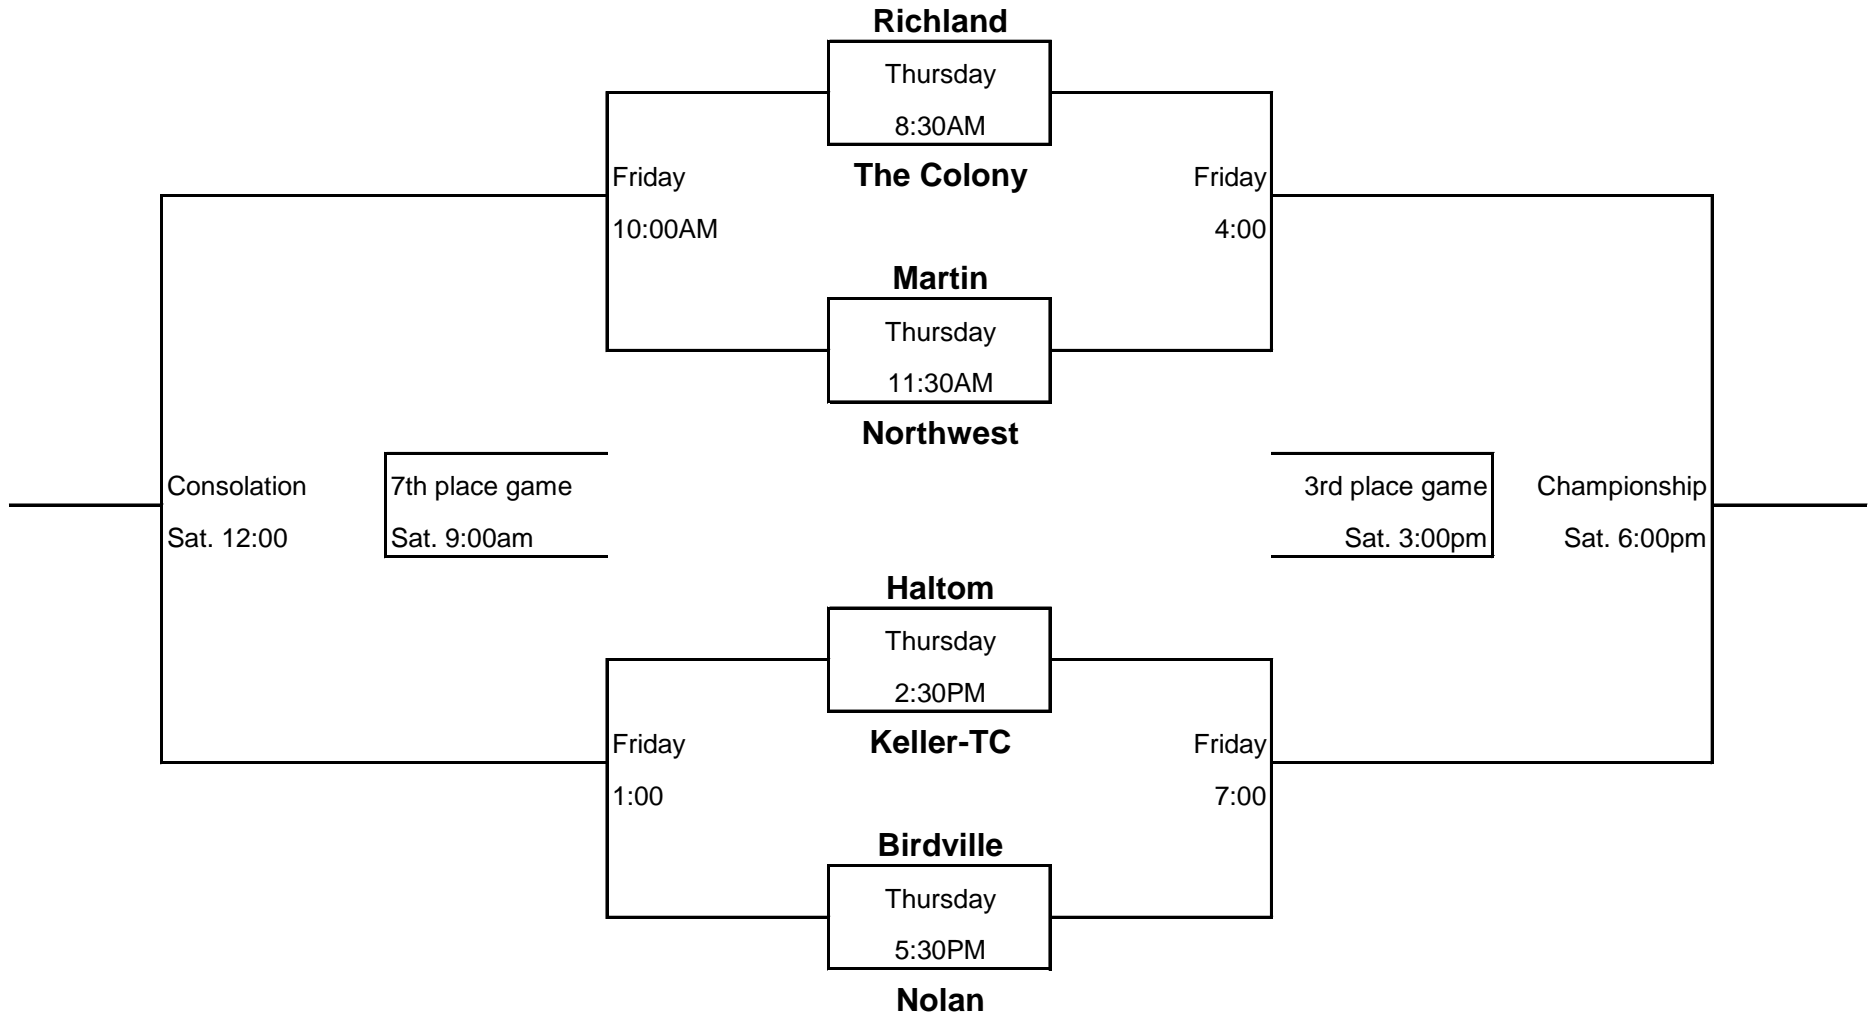 Richland
Thursday
8:30AM
The Colony
Friday
10:00AM
Friday
4:00
Martin
Thursday
11:30AM
Northwest
Consolation
Sat. 12:00
7th place game
Sat. 9:00am
3rd place game
Sat. 3:00pm
Championship
Sat. 6:00pm
Haltom
Thursday
2:30PM
Keller-TC
Friday
1:00
Friday
7:00
Birdville
Thursday
5:30PM
Nolan